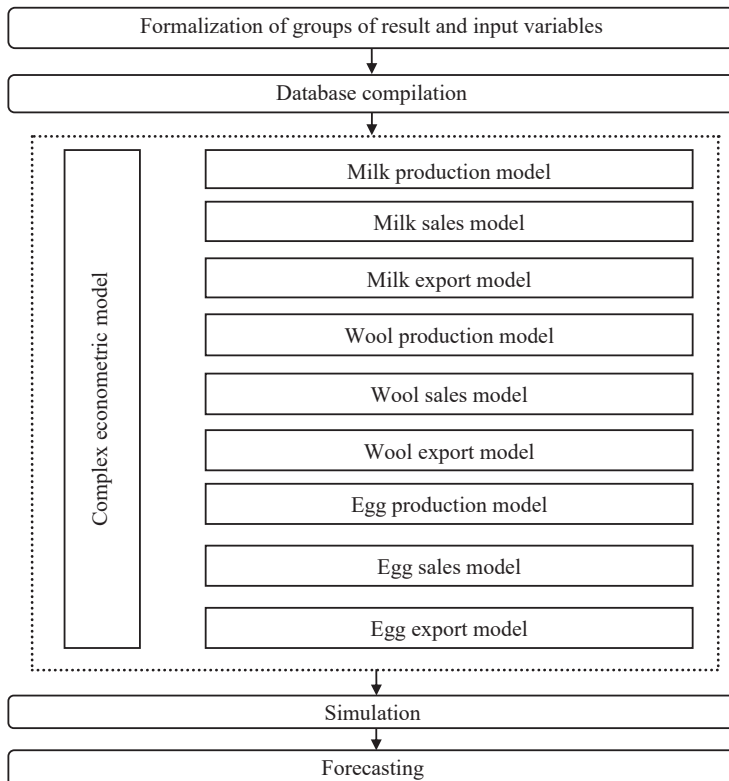 Formalization of groups of result and input variables
Database compilation
Complex econometric model
Milk production model
Milk sales model
Milk export model
Wool production model
Wool sales model
Wool export model
Egg production model
Egg sales model
Egg export model
Simulation
Forecasting